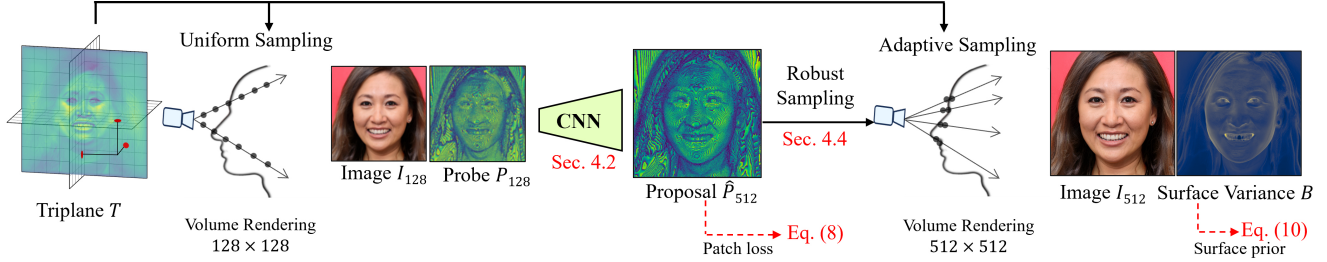 Uniform Sampling
Adaptive Sampling
Robust
Sampling
CNN
Sec. 4.2
Sec. 4.4
Image I₁₂₈
Probe P₁₂₈
Proposal P̂₅₁₂
Image I₅₁₂
Surface Variance B
Triplane T
Volume Rendering
128 × 128
Eq. (8)
Patch loss
Volume Rendering
512 × 512
Eq. (10)
Surface prior